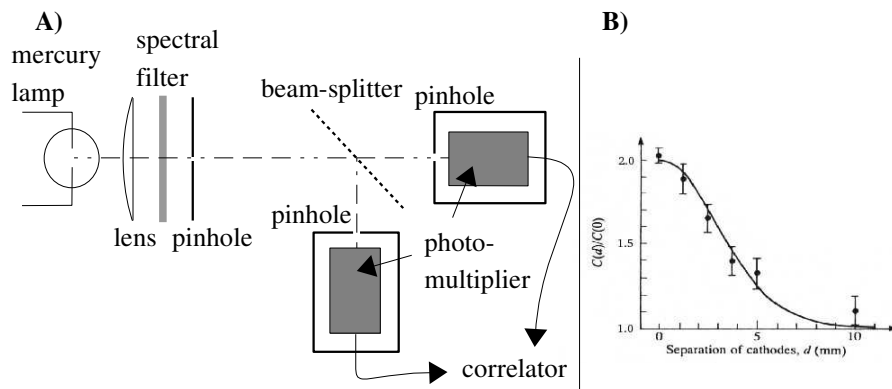 A)
mercury
lamp
spectral
filter
beam-splitter
pinhole
pinhole
lens
pinhole
photo-
multiplier
correlator
B)
C(d)/C(0)
2.0
1.5
1.0
0
5
10
Separation of cathodes, d (mm)